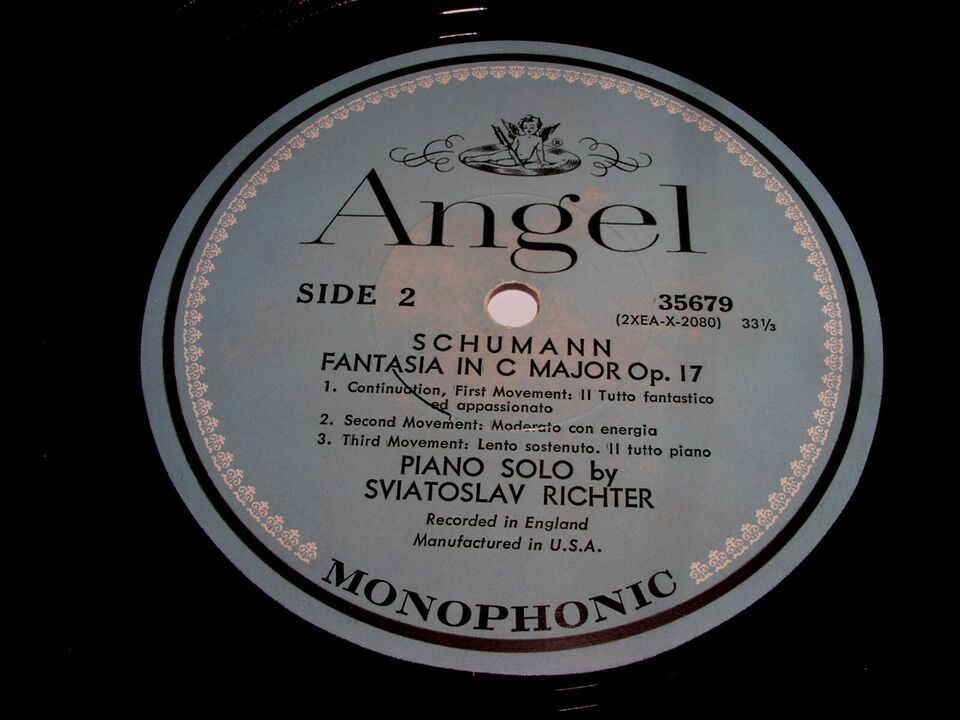 ®
Angel
SIDE 2
35679
(2XEA-X-2080) 33⅓
SCHUMANN
FANTASIA IN C MAJOR Op. 17
1. Continuation, First Movement: Il Tutto fantastico
ed appassionato
2. Second Movement: Moderato con energia
3. Third Movement: Lento sostenuto. Il tutto piano
PIANO SOLO by
SVIATOSLAV RICHTER
Recorded in England
Manufactured in U.S.A.
MONOPHONIC